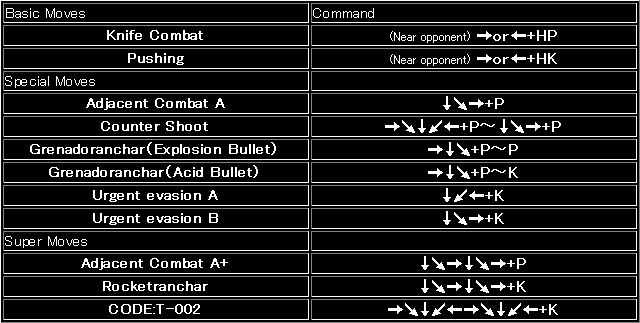 Basic Moves Command
Knife Combat (Near opponent) →or←+HP
Pushing (Near opponent) →or←+HK
Special Moves
Adjacent Combat A ↓↘→+P
Counter Shoot →↘↓↙←+P～↓↘→+P
Grenadoranchar(Explosion Bullet) →↓↘+P～P
Grenadoranchar(Acid Bullet) →↓↘+P～K
Urgent evasion A ↓↙←+K
Urgent evasion B ↓↘→+K
Super Moves
Adjacent Combat A+ ↓↘→↓↘→+P
Rocketranchar ↓↘→↓↘→+K
CODE:T-002 →↘↓↙←→↘↓↙←+K